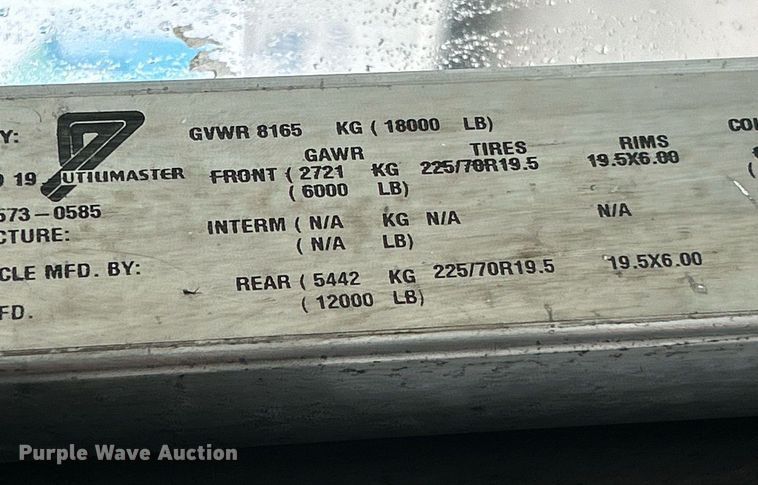 Y: GVWR 8165 KG ( 18000 LB) CO
GAWR TIRES RIMS
19 UTILIMASTER FRONT ( 2721 KG 225/70R19.5 19.5X6.00 (
( 6000 LB)
573-0585 INTERM ( N/A KG N/A N/A
CTURE: ( N/A LB)
CLE MFD. BY: REAR ( 5442 KG 225/70R19.5 19.5X6.00
FD. ( 12000 LB)
Purple Wave Auction